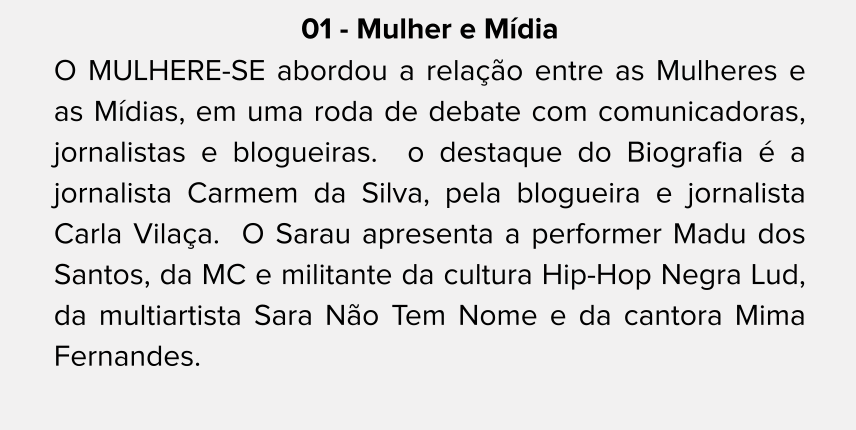 01 - Mulher e Mídia
O MULHERE-SE abordou a relação entre as Mulheres e
as Mídias, em uma roda de debate com comunicadoras,
jornalistas e blogueiras.  o destaque do Biografia é a
jornalista Carmem da Silva, pela blogueira e jornalista
Carla Vilaça.  O Sarau apresenta a performer Madu dos
Santos, da MC e militante da cultura Hip-Hop Negra Lud,
da multiartista Sara Não Tem Nome e da cantora Mima
Fernandes.